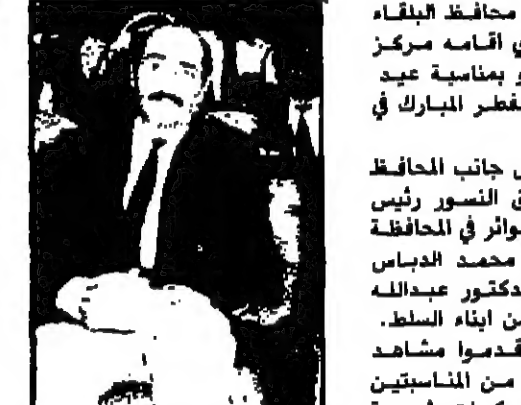 محافظ البلقاء
ي اقامه مركز
و بمناسبة عيد
لفطر المبارك في
ى جانب المحافظ
ق النسور رئيس
وائر في المحافظة
محمد الدباس
دكتور عبدالله
من ابناء السلط.
قدموا مشاهد
من المناسبتين